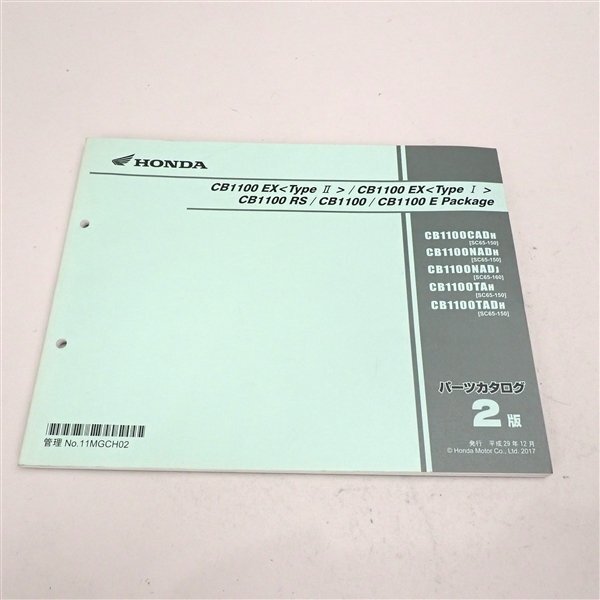 HONDA
CB1100 EX<Type Ⅱ> / CB1100 EX<Type Ⅰ>
CB1100 RS / CB1100 / CB1100 E Package
CB1100CADH
[SC65-150]
CB1100NADH
[SC65-150]
CB1100NADJ
[SC65-160]
CB1100TAH
[SC65-150]
CB1100TADH
[SC65-150]
パーツカタログ
2版
発行 平成29年12月
© Honda Motor Co., Ltd. 2017
管理 No.11MGCH02